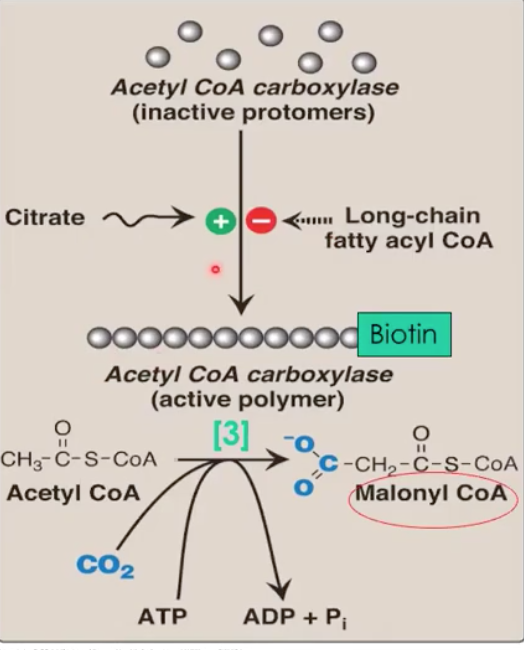 Acetyl CoA carboxylase
(inactive protomers)
Citrate
+
−
Long-chain
fatty acyl CoA
Biotin
Acetyl CoA carboxylase
(active polymer)
[3]
O
CH₃-C-S-CoA
Acetyl CoA
⁻O
O
C-CH₂-C-S-CoA
O
Malonyl CoA
CO₂
ATP
ADP + Pᵢ